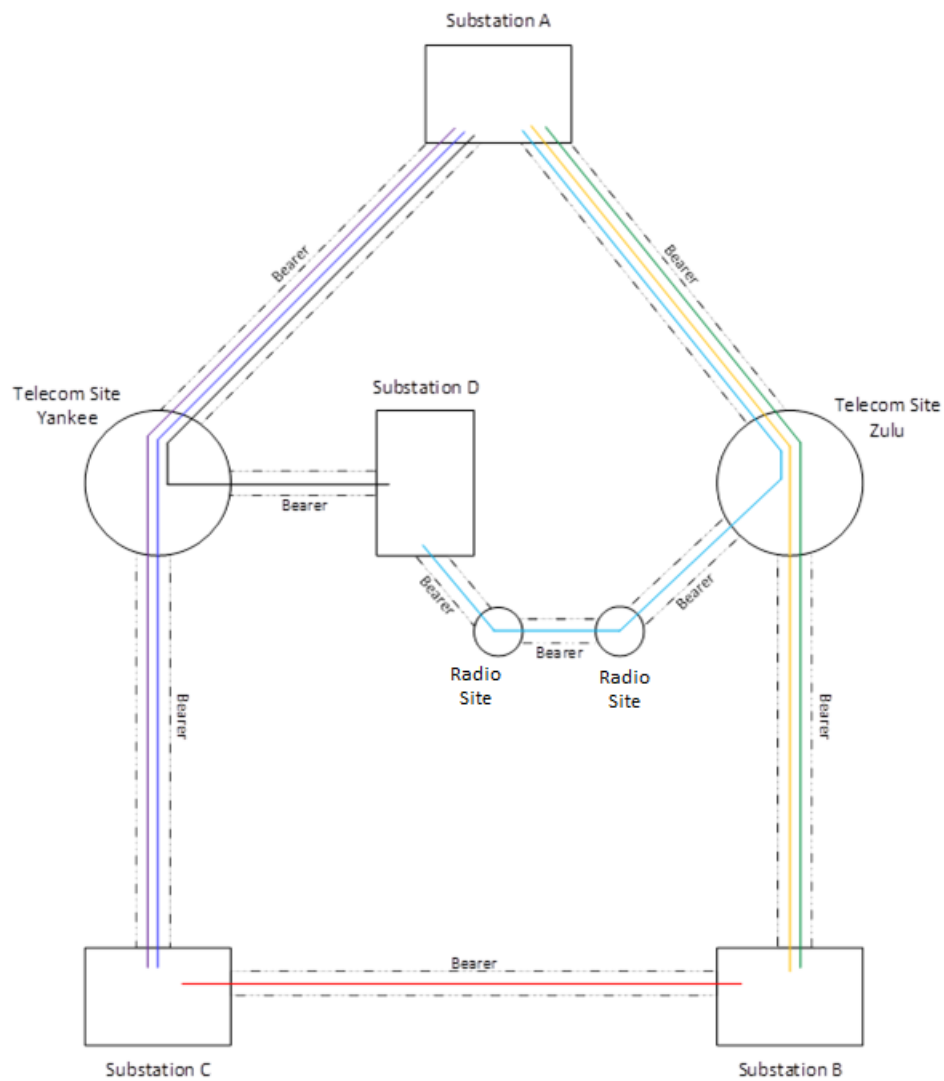 Substation A
Bearer
Bearer
Telecom Site
Yankee
Substation D
Telecom Site
Zulu
Bearer
Bearer
Bearer
Bearer
Radio
Site
Radio
Site
Bearer
Bearer
Bearer
Substation C
Substation B